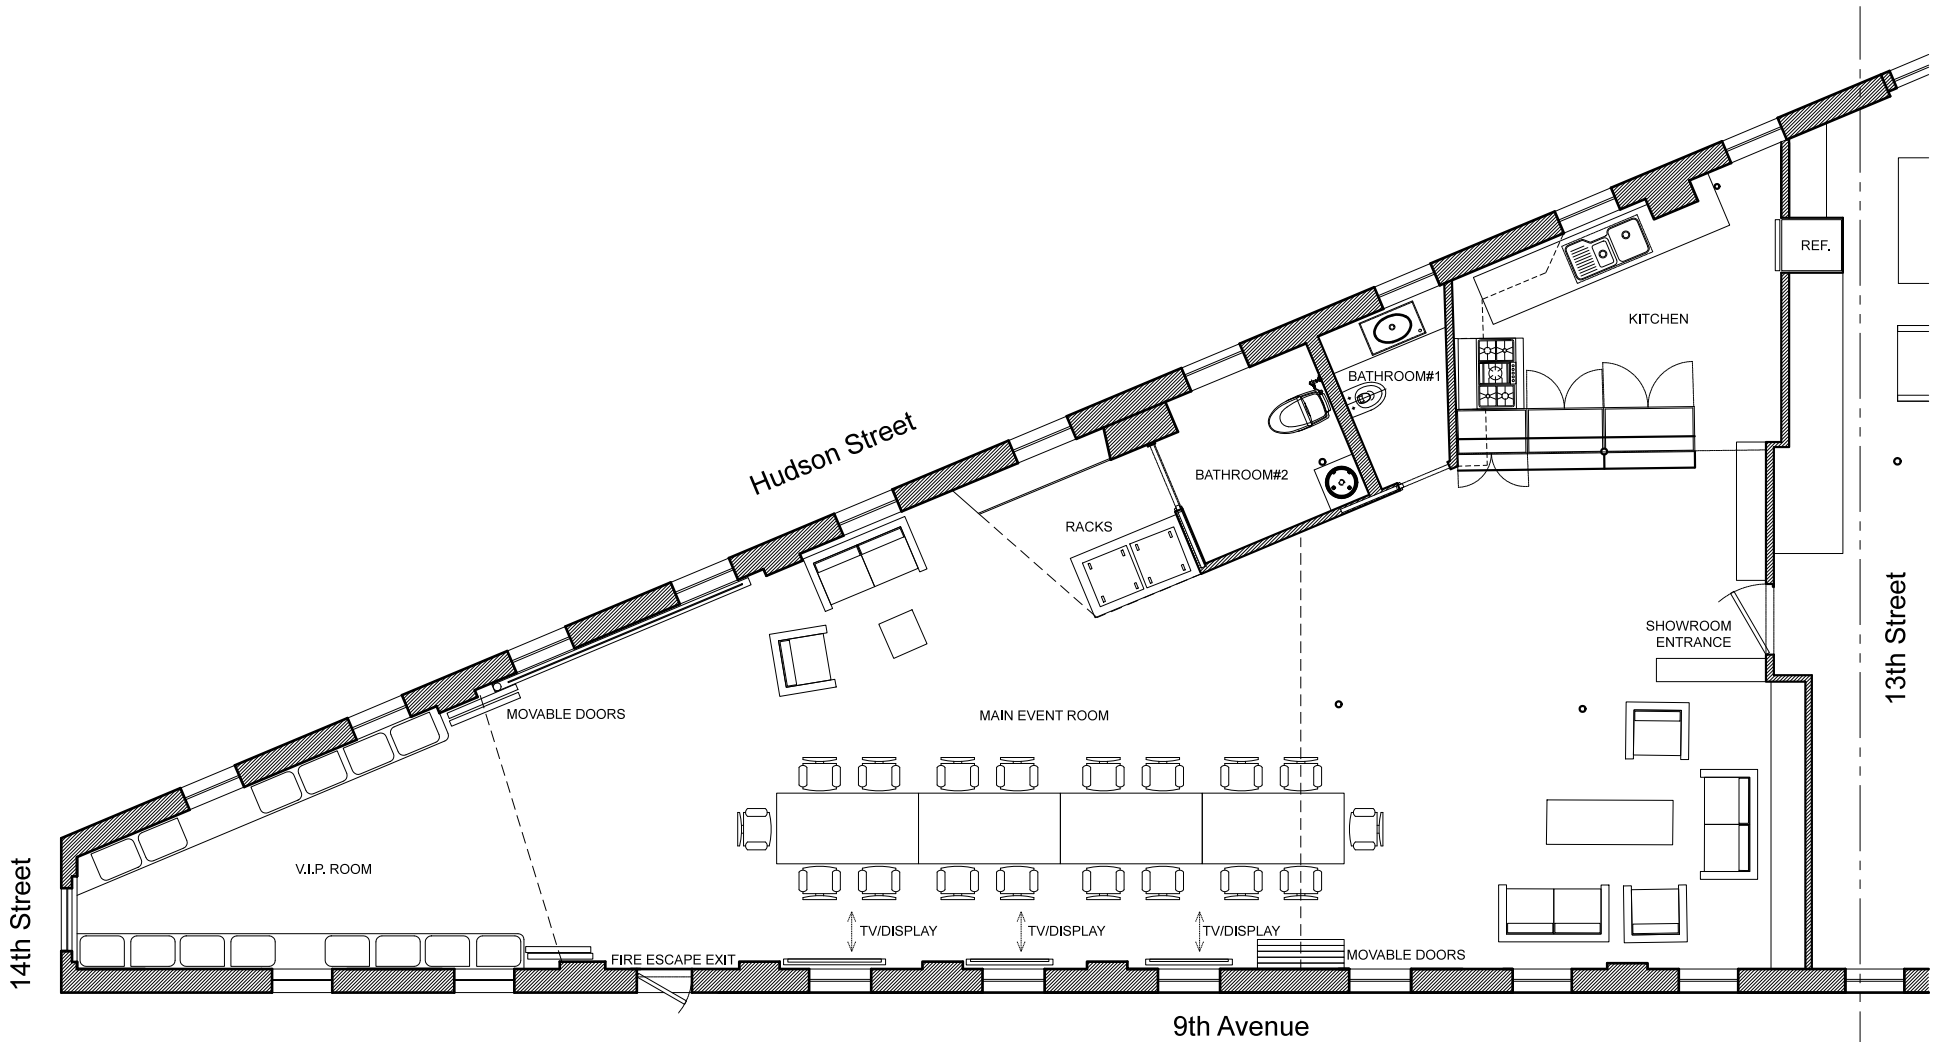 REF.
KITCHEN
BATHROOM#1
Hudson Street
BATHROOM#2
RACKS
SHOWROOM
ENTRANCE
13th Street
MOVABLE DOORS
MAIN EVENT ROOM
V.I.P. ROOM
14th Street
TV/DISPLAY
TV/DISPLAY
TV/DISPLAY
FIRE ESCAPE EXIT
MOVABLE DOORS
9th Avenue